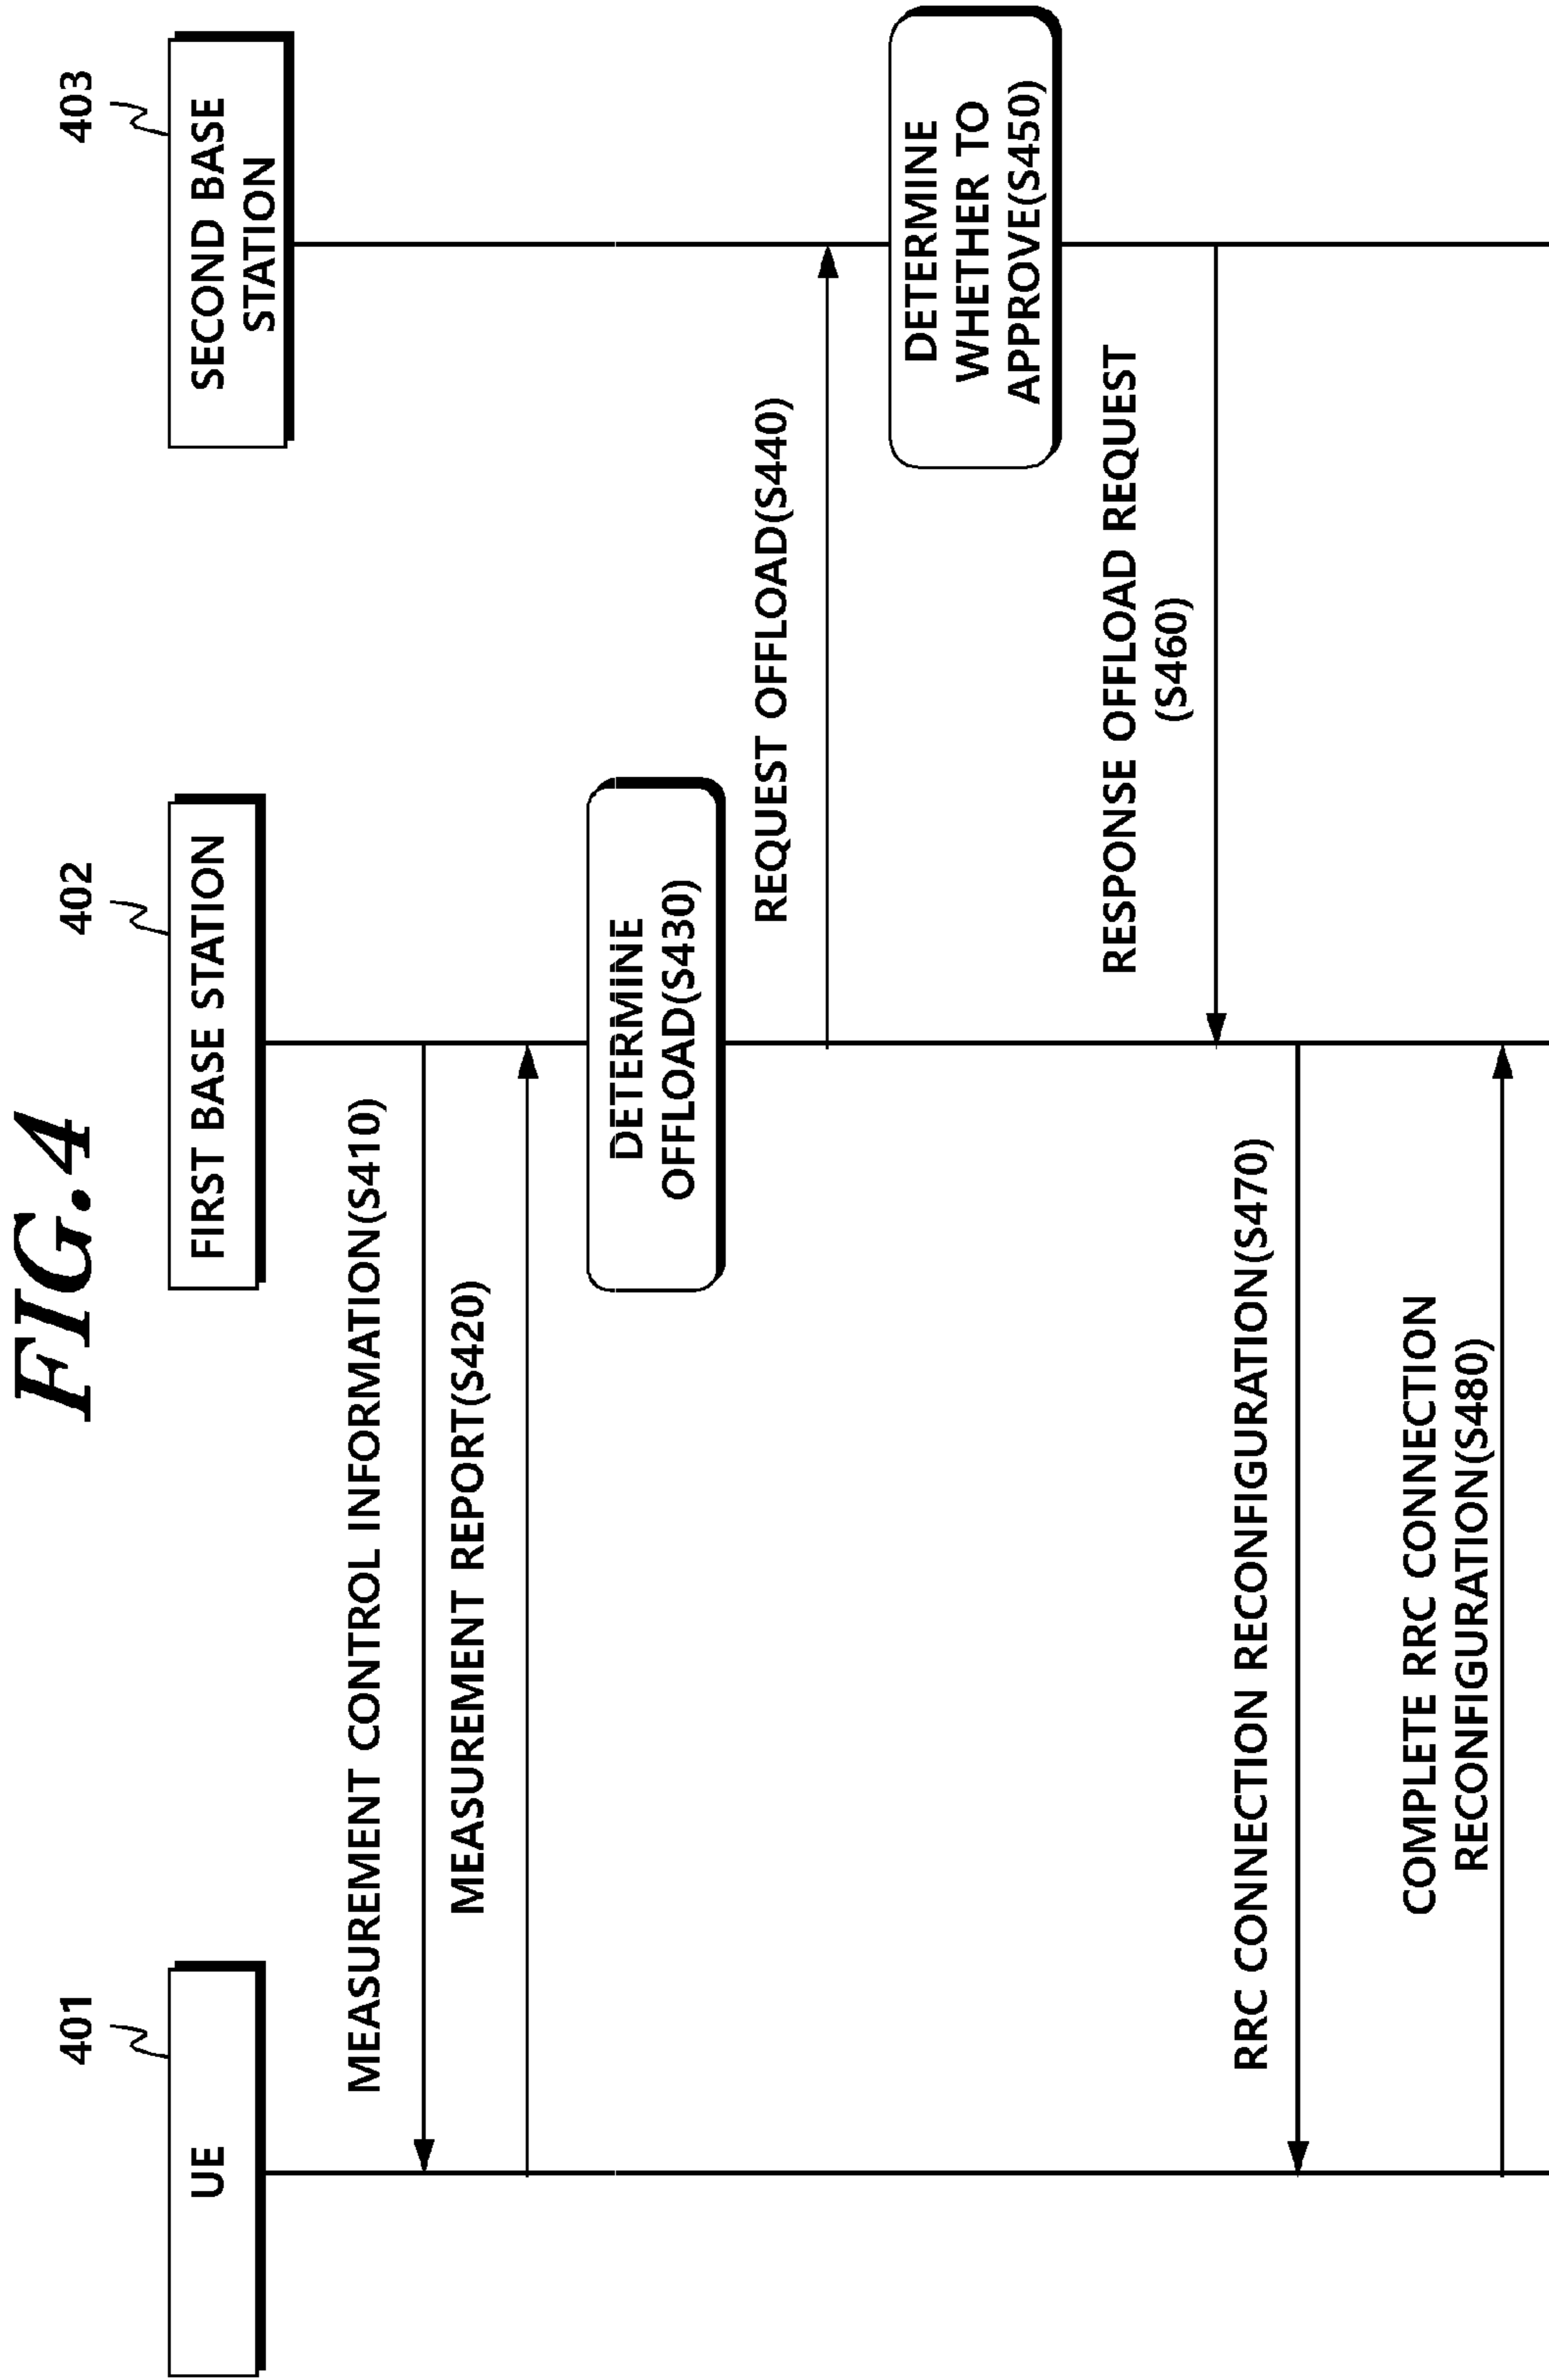 FIG.4
401
402
403
UE
FIRST BASE STATION
SECOND BASE
STATION
MEASUREMENT CONTROL INFORMATION(S410)
MEASUREMENT REPORT(S420)
DETERMINE
OFFLOAD(S430)
REQUEST OFFLOAD(S440)
DETERMINE
WHETHER TO
APPROVE(S450)
RESPONSE OFFLOAD REQUEST
(S460)
RRC CONNECTION RECONFIGURATION(S470)
COMPLETE RRC CONNECTION
RECONFIGURATION(S480)